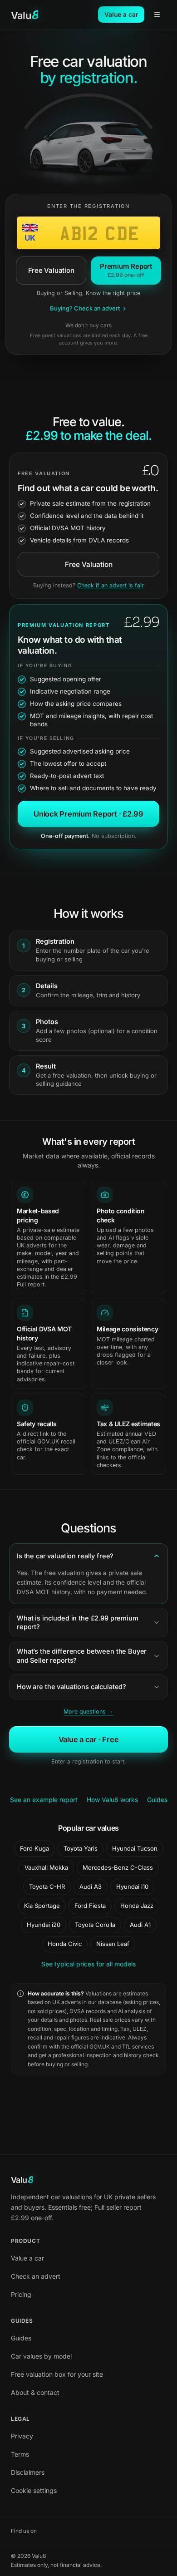 Valu8
Value a car
Free car valuation
by registration.
ENTER THE REGISTRATION
UK
AB12 CDE
Free Valuation
Premium Report
£2.99 one-off
Buying or Selling, Know the right price
Buying? Check an advert ›
We don't buy cars
Free guest valuations are limited each day. A free
account gives you more.
Free to value.
£2.99 to make the deal.
FREE VALUATION
£0
Find out what a car could be worth.
Private sale estimate from the registration
Confidence level and the data behind it
Official DVSA MOT history
Vehicle details from DVLA records
Free Valuation
Buying instead? Check if an advert is fair
PREMIUM VALUATION REPORT
£2.99
Know what to do with that
valuation.
IF YOU'RE BUYING
Suggested opening offer
Indicative negotiation range
How the asking price compares
MOT and mileage insights, with repair cost
bands
IF YOU'RE SELLING
Suggested advertised asking price
The lowest offer to accept
Ready-to-post advert text
Where to sell and documents to have ready
Unlock Premium Report · £2.99
One-off payment. No subscription.
How it works
1
Registration
Enter the number plate of the car you're
buying or selling
2
Details
Confirm the mileage, trim and history
3
Photos
Add a few photos (optional) for a condition
score
4
Result
Get a free valuation, then unlock buying or
selling guidance
What's in every report
Market data where available, official records
always.
Market-based
pricing
A private-sale estimate
based on comparable
UK adverts for the
make, model, year and
mileage, with part-
exchange and dealer
estimates in the £2.99
Full report.
Photo condition
check
Upload a few photos
and AI flags visible
wear, damage and
selling points that
move the price.
Official DVSA MOT
history
Every test, advisory
and failure, plus
indicative repair-cost
bands for current
advisories.
Mileage consistency
MOT mileage charted
over time, with any
drops flagged for a
closer look.
Safety recalls
A direct link to the
official GOV.UK recall
check for the exact
car.
Tax & ULEZ estimates
Estimated annual VED
and ULEZ/Clean Air
Zone compliance, with
links to the official
checkers.
Questions
Is the car valuation really free?
Yes. The free valuation gives a private sale
estimate, its confidence level and the official
DVSA MOT history, with no payment needed.
What is included in the £2.99 premium
report?
What's the difference between the Buyer
and Seller reports?
How are the valuations calculated?
More questions →
Value a car · Free
Enter a registration to start.
See an example report
How Valu8 works
Guides
Popular car values
Ford Kuga
Toyota Yaris
Hyundai Tucson
Vauxhall Mokka
Mercedes-Benz C-Class
Toyota C-HR
Audi A3
Hyundai i10
Kia Sportage
Ford Fiesta
Honda Jazz
Hyundai i20
Toyota Corolla
Audi A1
Honda Civic
Nissan Leaf
See typical prices for all models
How accurate is this? Valuations are estimates
based on UK adverts in our database (asking prices,
not sold prices), DVSA records and AI analysis of
your details and photos. Real sale prices vary with
condition, spec, location and timing. Tax, ULEZ,
recall and repair figures are indicative. Always
confirm with the official GOV.UK and TfL services
and get a professional inspection and history check
before buying or selling.
Valu8
Independent car valuations for UK private sellers
and buyers. Essentials free; Full seller report
£2.99 one-off.
PRODUCT
Value a car
Check an advert
Pricing
GUIDES
Guides
Car values by model
Free valuation box for your site
About & contact
LEGAL
Privacy
Terms
Disclaimers
Cookie settings
Find us on
© 2026 Valu8
Estimates only, not financial advice.